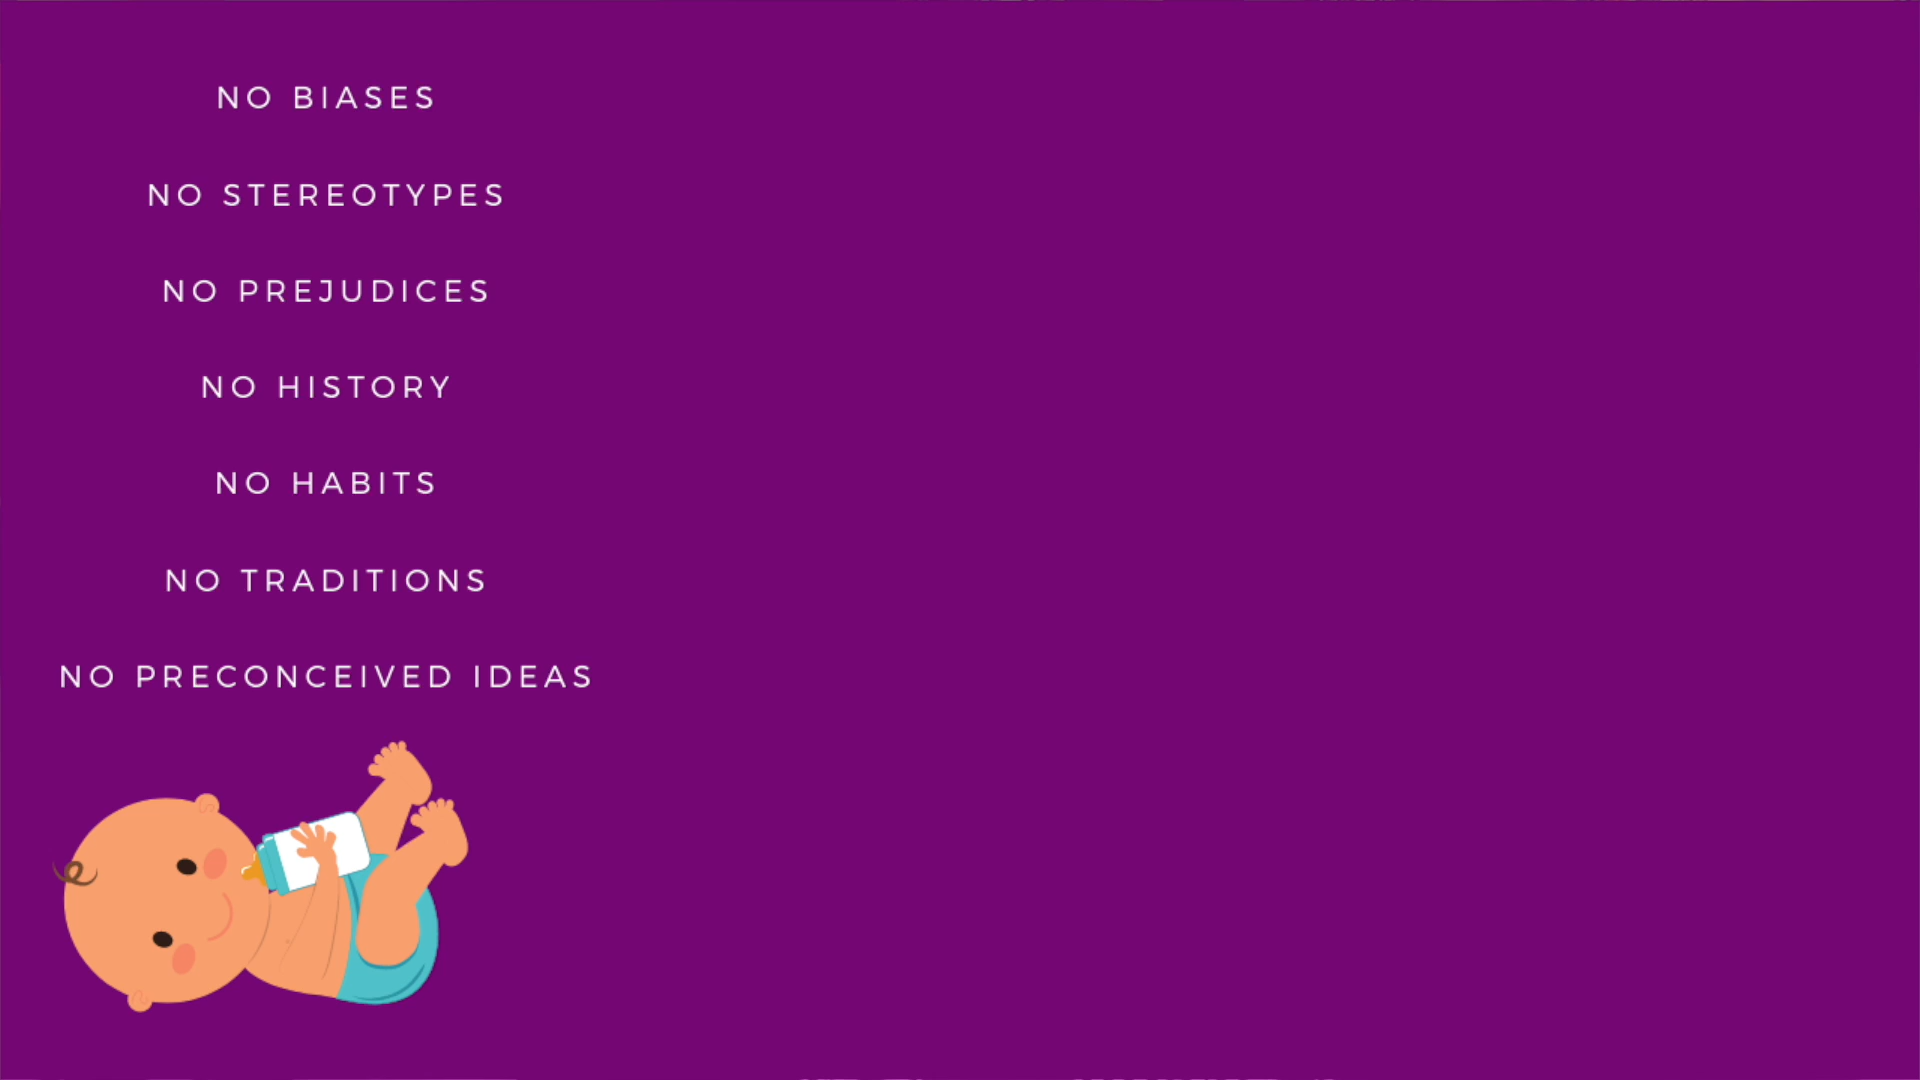 NO BIASES
NO STEREOTYPES
NO PREJUDICES
NO HISTORY
NO HABITS
NO TRADITIONS
NO PRECONCEIVED IDEAS